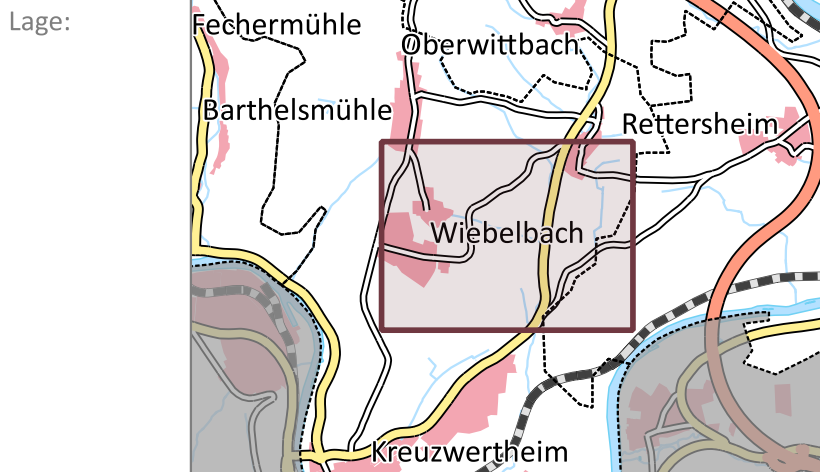 Lage:
Fechermühle
Oberwittbach
Barthelsmühle
Rettersheim
Wiebelbach
Kreuzwertheim